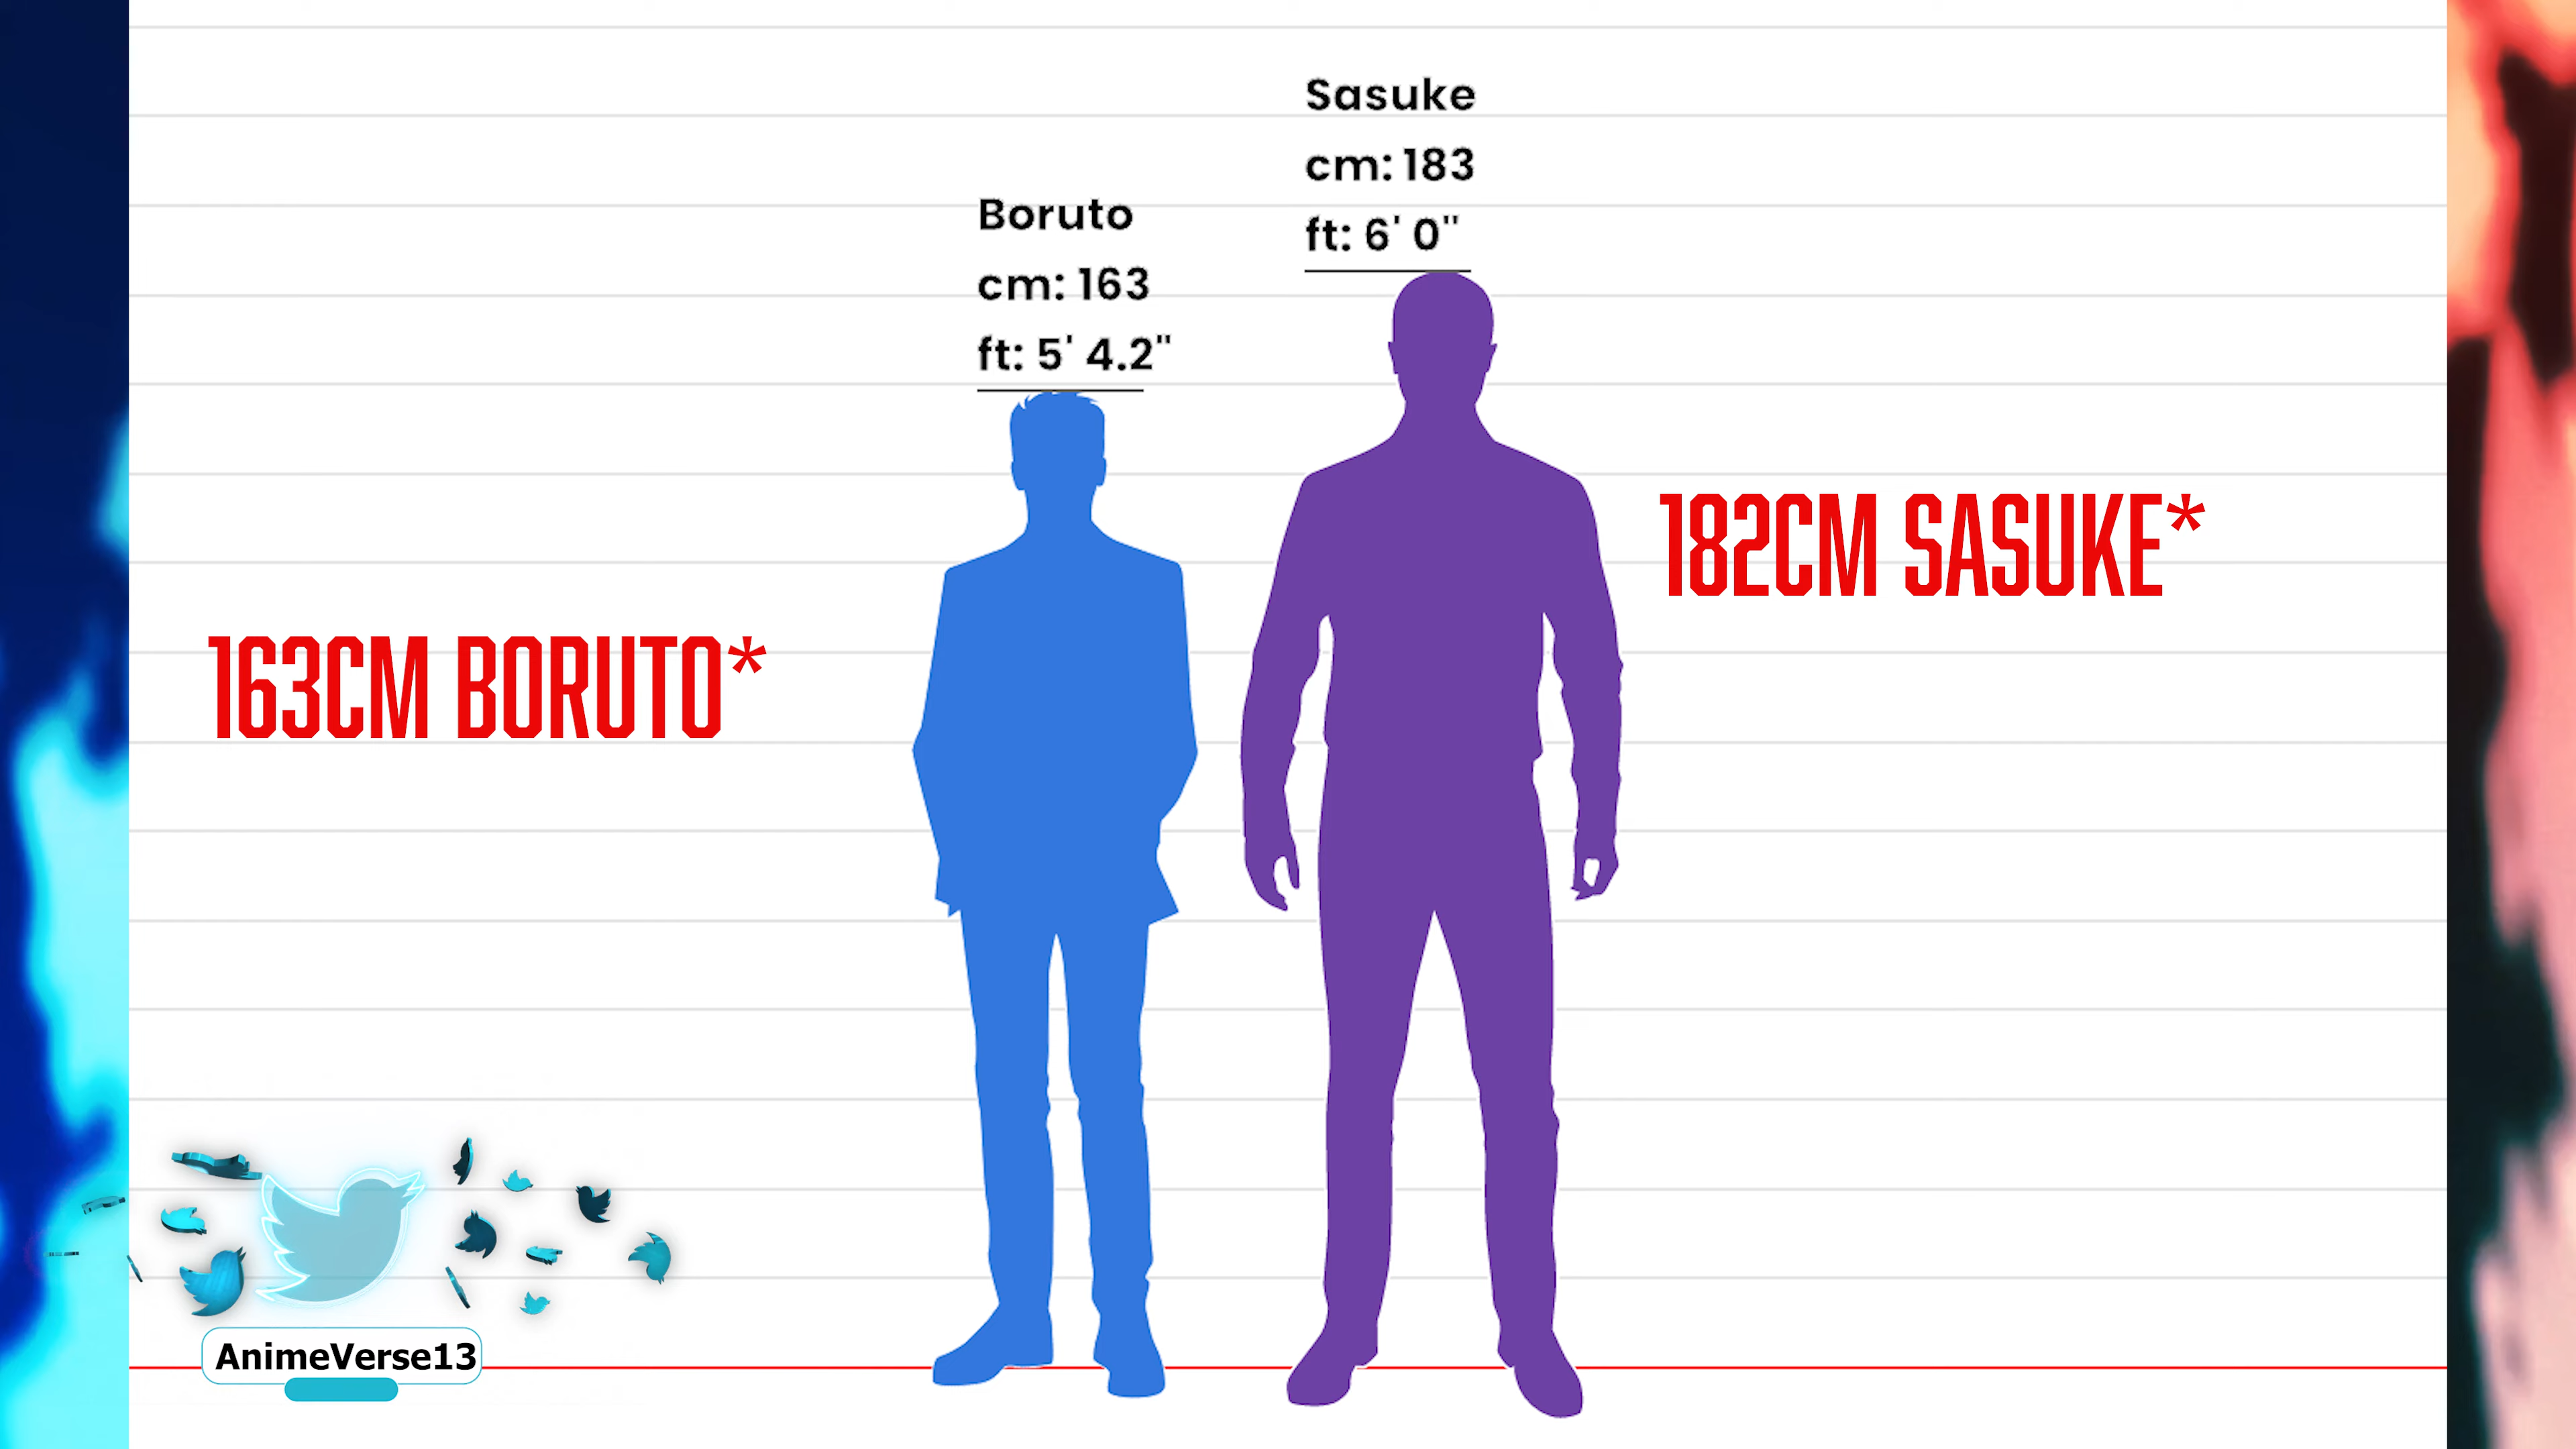 Sasuke
cm: 183
ft: 6' 0"
Boruto
cm: 163
ft: 5' 4.2"
182CM SASUKE*
163CM BORUTO*
AnimeVerse13